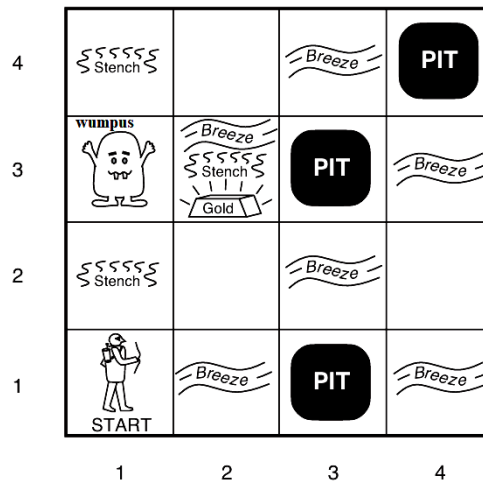 4
Stench
Breeze
PIT
wumpus
3
Breeze
Stench
Gold
PIT
Breeze
2
Stench
Breeze
1
START
Breeze
PIT
Breeze
1 2 3 4